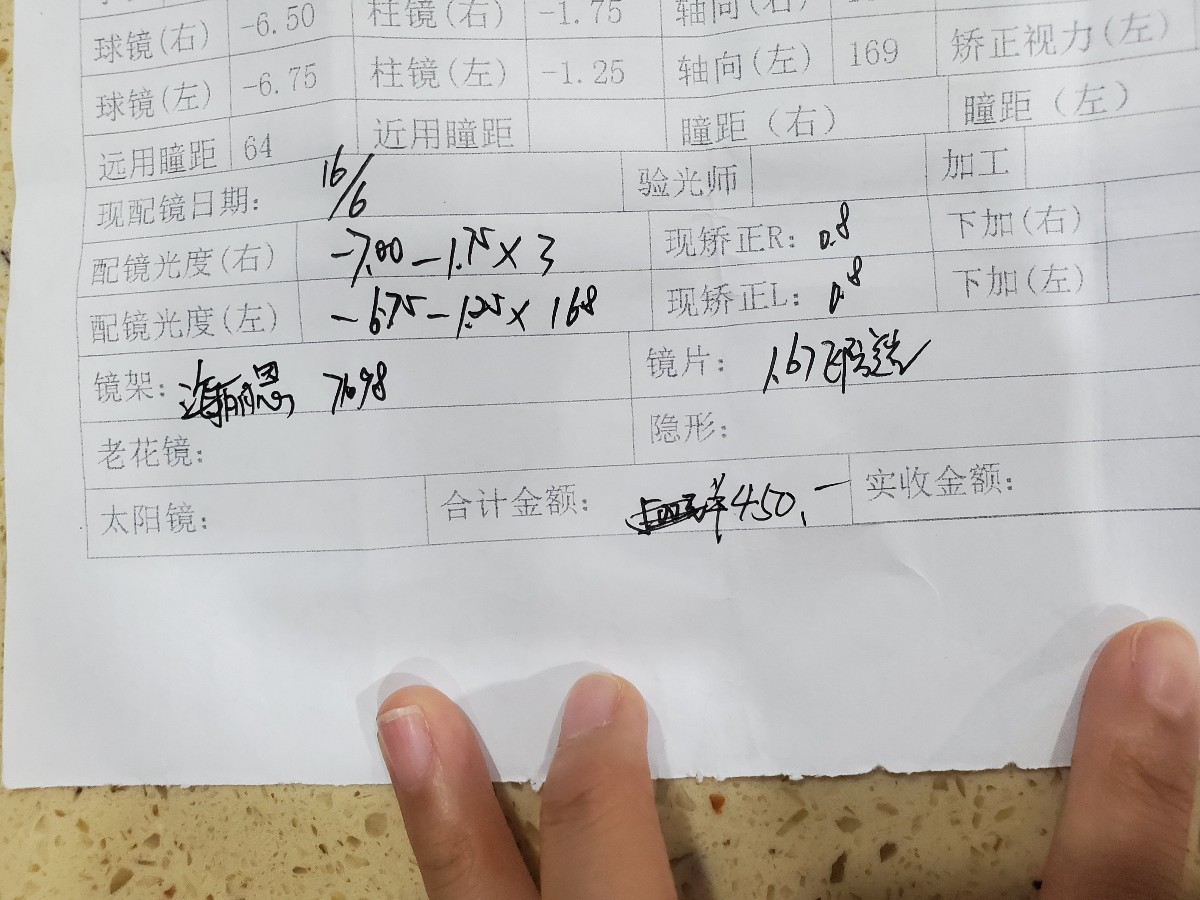 球镜(右) -6.50 柱镜(右) -1.75 轴向(右)
球镜(左) -6.75 柱镜(左) -1.25 轴向(左) 169 矫正视力(左)
远用瞳距 64 近用瞳距 瞳距（右） 瞳距（左）
现配镜日期: 16/6 验光师 加工
配镜光度(右) -7.00-1.75×3 现矫正R: 0.8 下加(右)
配镜光度(左) -6.75-1.25×168 现矫正L: 0.8 下加(左)
镜架: 海丽恩 7698 镜片: 1.67
老花镜: 隐形:
太阳镜: 合计金额: 450.- 实收金额: